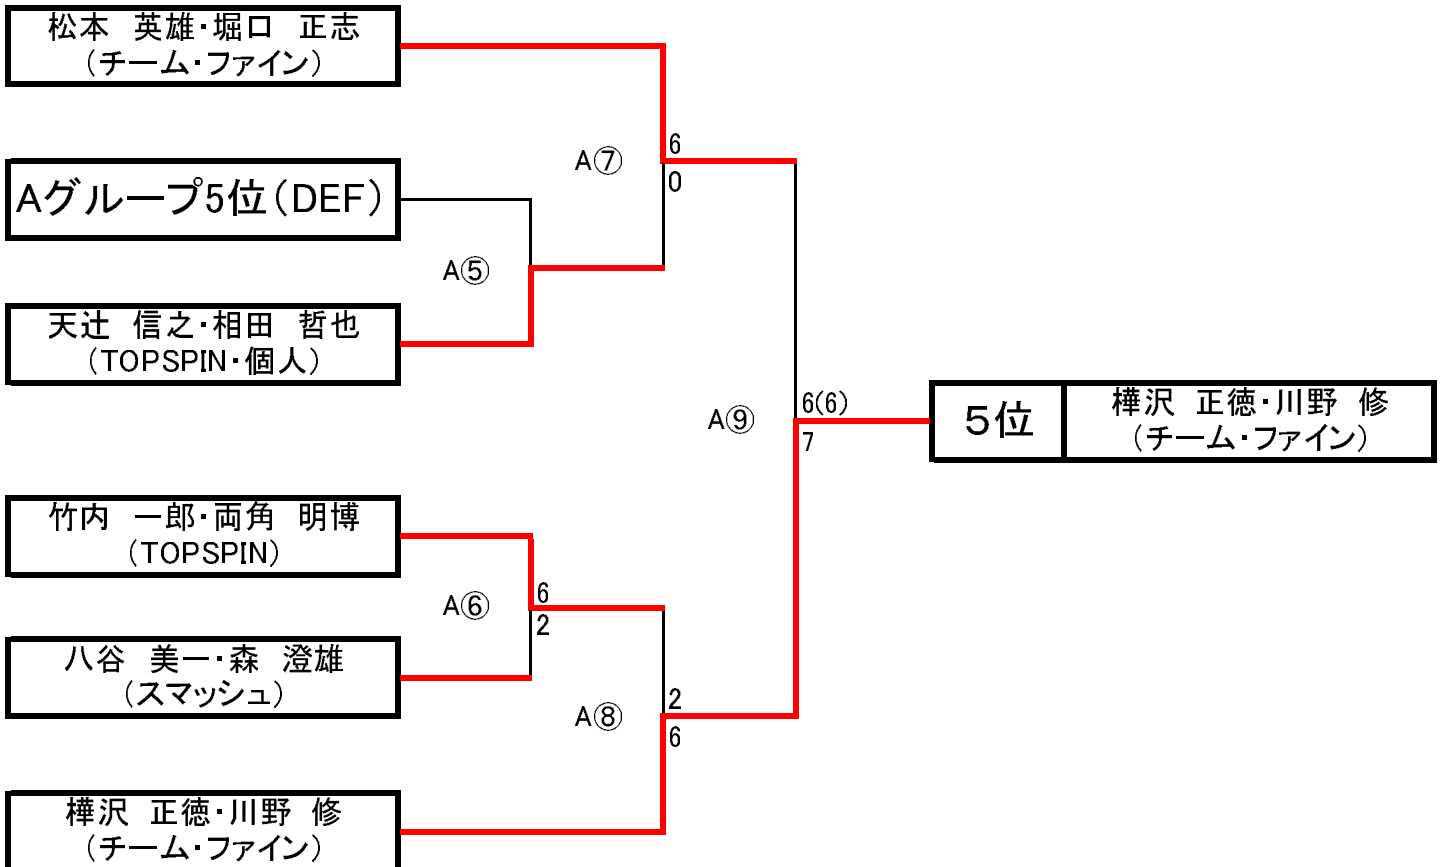 松本　英雄・堀口　正志
（チーム・ファイン）
6
A⑦
0
Aグループ5位（DEF）
A⑤
天辻　信之・相田　哲也
（TOPSPIN・個人）
6(6)
A⑨
7
5位
樺沢　正徳・川野　修
（チーム・ファイン）
竹内　一郎・両角　明博
（TOPSPIN）
6
A⑥
2
八谷　美一・森　澄雄
（スマッシュ）
2
A⑧
6
樺沢　正徳・川野　修
（チーム・ファイン）